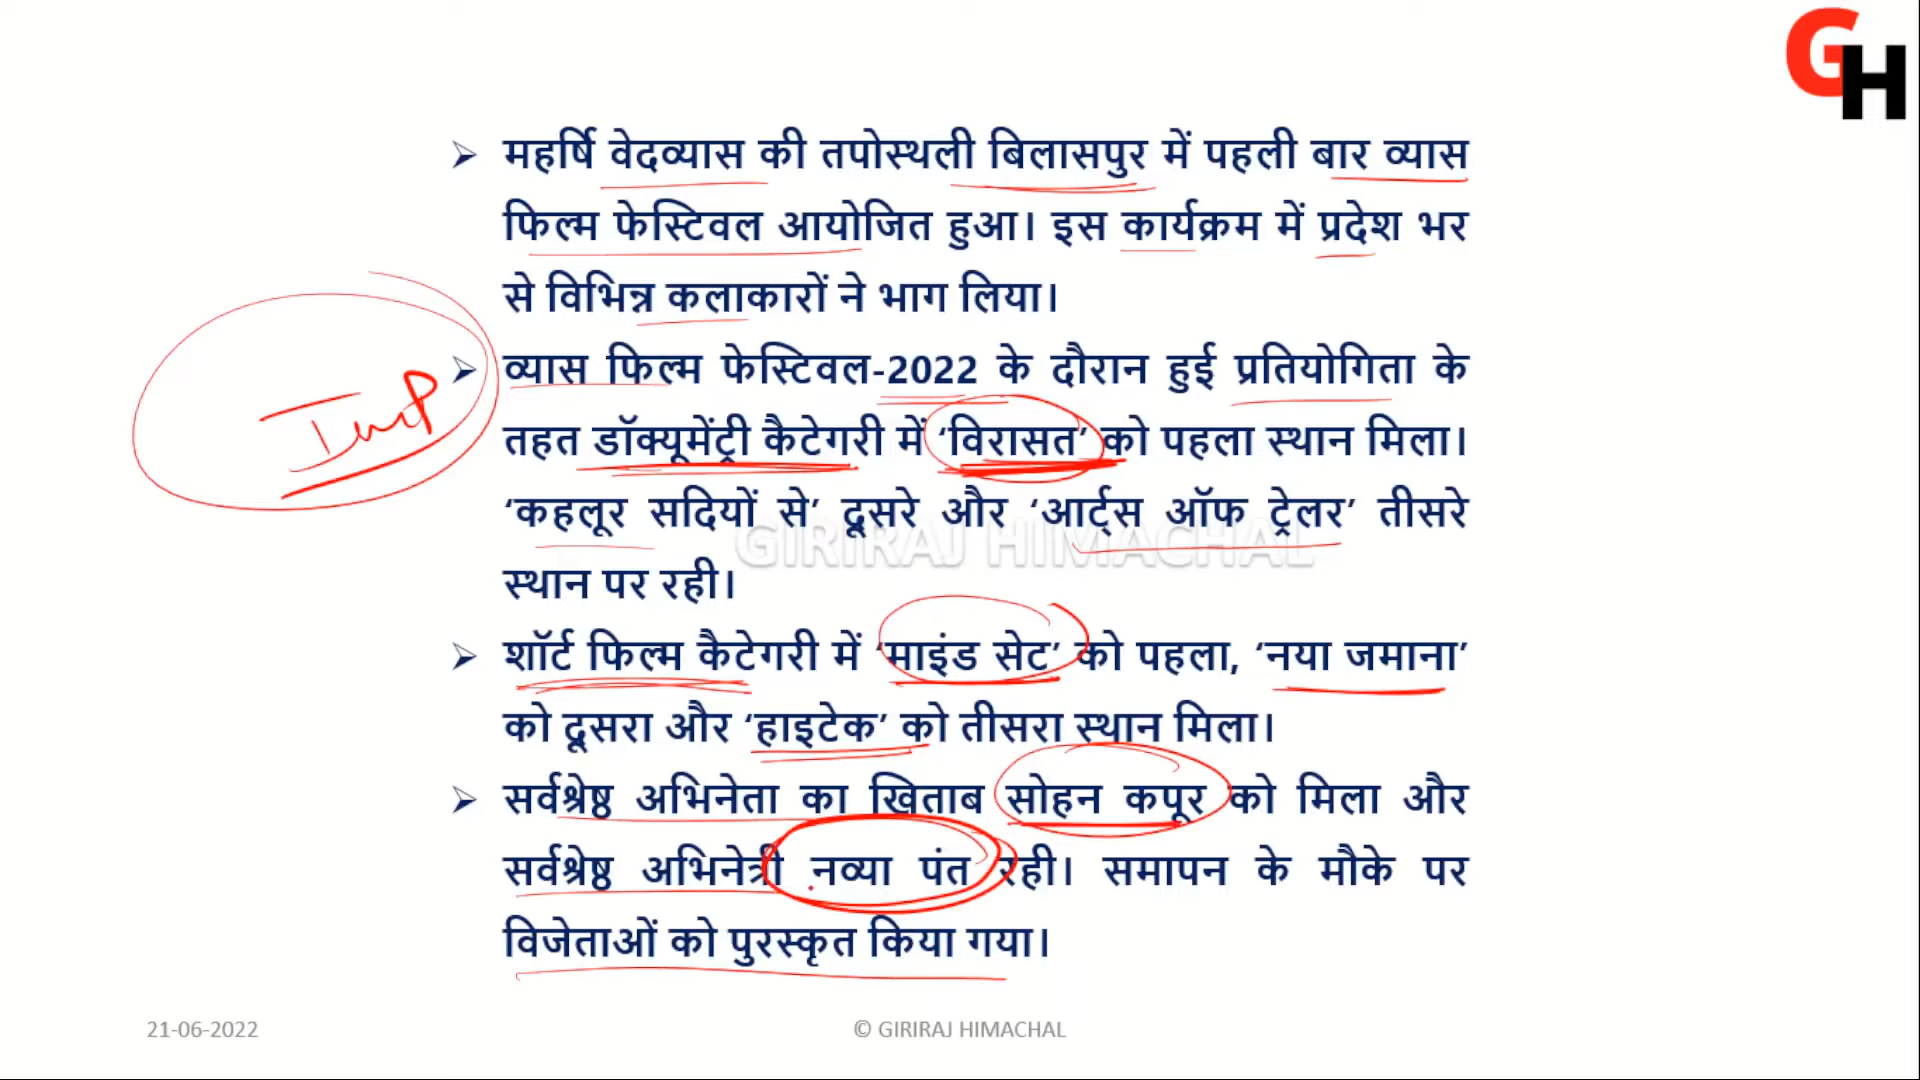 GH
➤ महर्षि वेदव्यास की तपोस्थली बिलासपुर में पहली बार व्यास
फिल्म फेस्टिवल आयोजित हुआ। इस कार्यक्रम में प्रदेश भर
से विभिन्न कलाकारों ने भाग लिया।
➤ व्यास फिल्म फेस्टिवल-2022 के दौरान हुई प्रतियोगिता के
Imp
तहत डॉक्यूमेंट्री कैटेगरी में ‘विरासत’ को पहला स्थान मिला।
‘कहलूर सदियों से’ दूसरे और ‘आर्ट्स ऑफ ट्रेलर’ तीसरे
GIRIRAJ HIMACHAL
स्थान पर रही।
➤ शॉर्ट फिल्म कैटेगरी में ‘माइंड सेट’ को पहला, ‘नया जमाना’
को दूसरा और ‘हाइटेक’ को तीसरा स्थान मिला।
➤ सर्वश्रेष्ठ अभिनेता का खिताब सोहन कपूर को मिला और
सर्वश्रेष्ठ अभिनेत्री नव्या पंत रही। समापन के मौके पर
विजेताओं को पुरस्कृत किया गया।
21-06-2022
© GIRIRAJ HIMACHAL